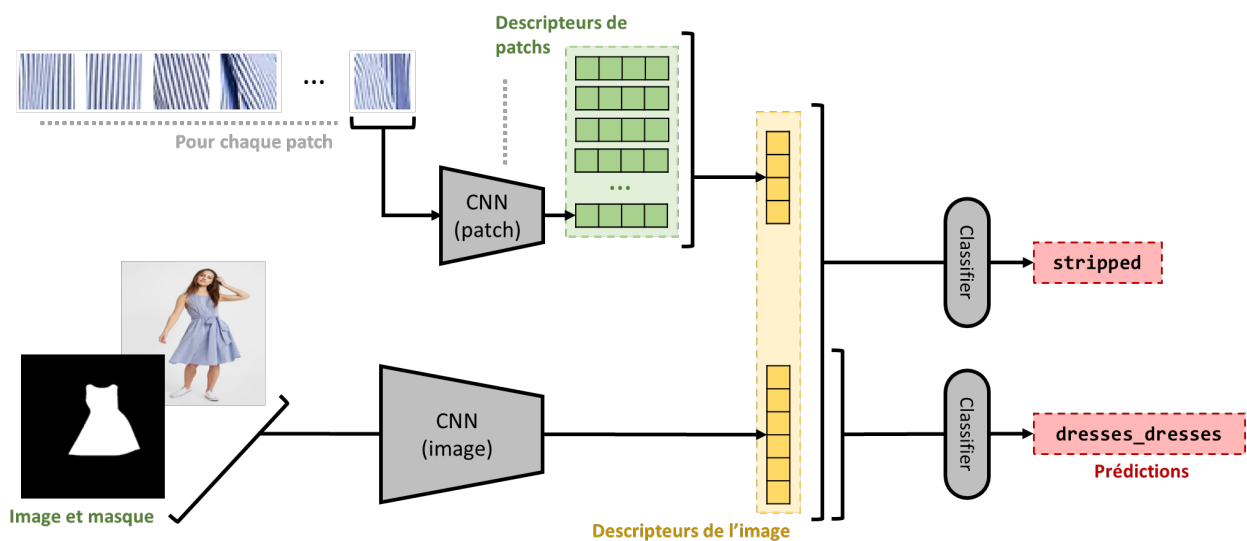 Descripteurs de
patchs
...
Pour chaque patch
CNN
(patch)
...
Classifier
stripped
CNN
(image)
Classifier
dresses_dresses
Prédictions
Image et masque
Descripteurs de l’image